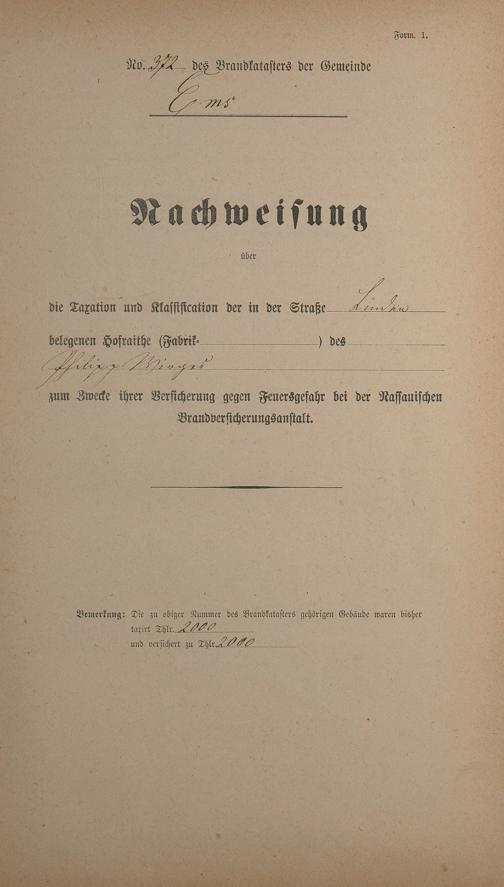 Form. 1.
No. 372 des Brandkatasters der Gemeinde
Ems
Nachweisung
über
die Taxation und Klassification der in der Straße Linden
belegenen Hofraithe (Fabrik- ) des
Philipp Wirges
zum Zwecke ihrer Versicherung gegen Feuersgefahr bei der Nassauischen
Brandversicherungsanstalt.
Bemerkung: Die zu obiger Nummer des Brandkatasters gehörigen Gebäude waren bisher
taxirt Thlr. 2000
und versichert zu Thlr. 2000